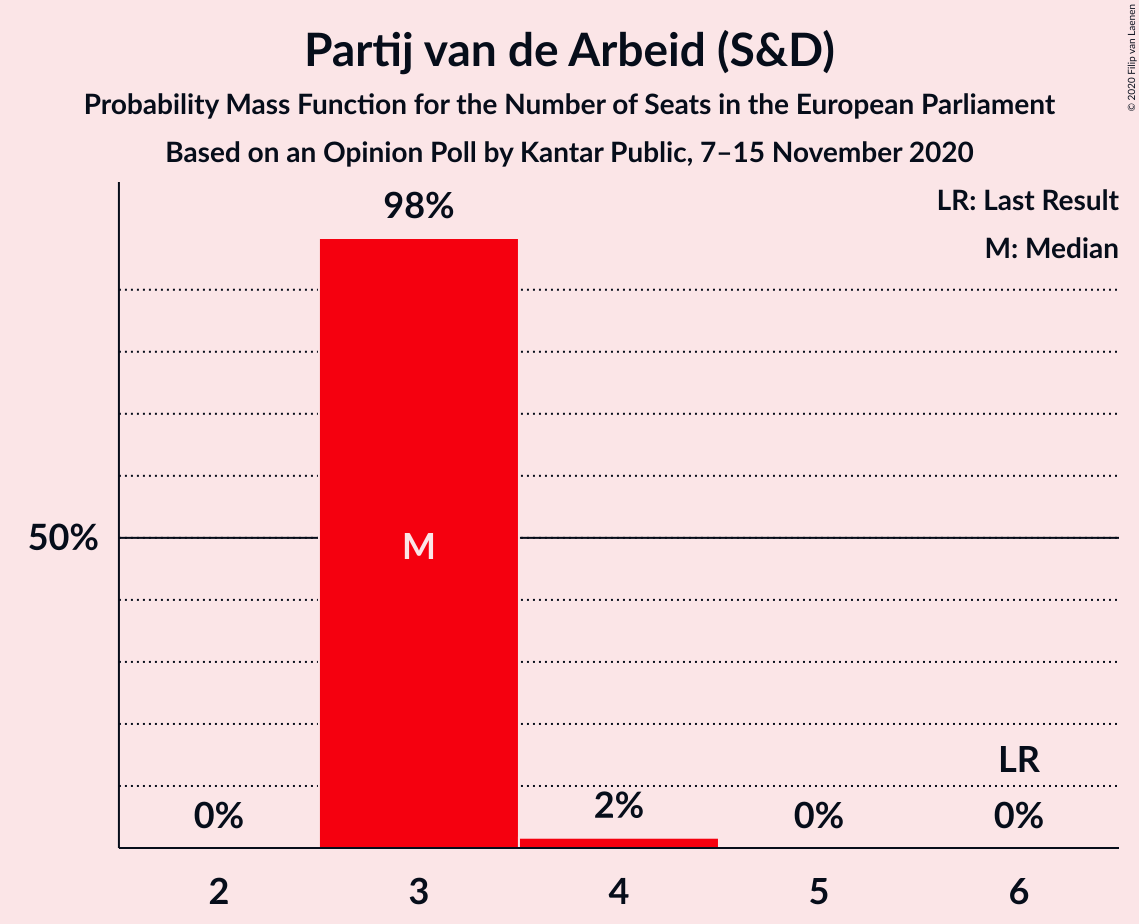 Partij van de Arbeid (S&D)
Probability Mass Function for the Number of Seats in the European Parliament
Based on an Opinion Poll by Kantar Public, 7–15 November 2020
© 2020 Filip van Laenen
LR: Last Result
M: Median
98%
50%
M
LR
0%
2%
0%
0%
2
3
4
5
6